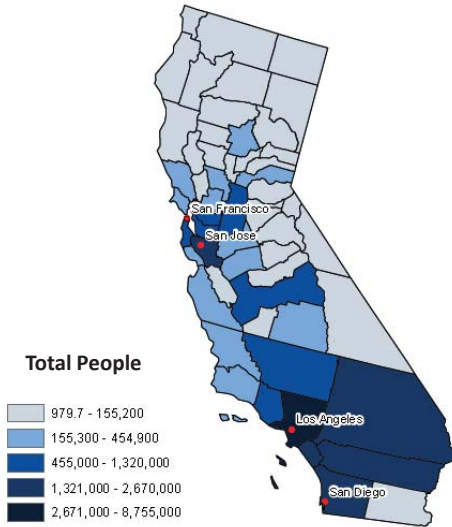 San Francisco
San Jose
Total People
979.7 - 155,200
155,300 - 454,900
455,000 - 1,320,000
1,321,000 - 2,670,000
2,671,000 - 8,755,000
Los Angeles
San Diego